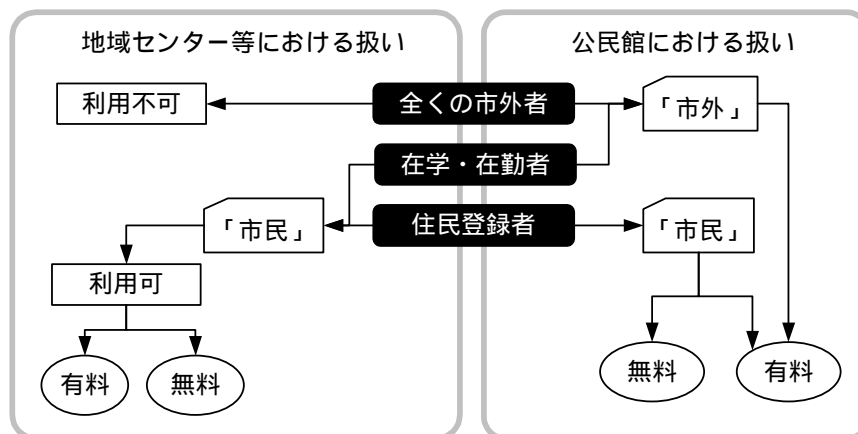 地域センター等における扱い
公民館における扱い
利用不可
全くの市外者
「市外」
在学・在勤者
「市民」
住民登録者
「市民」
利用可
有料
無料
無料
有料